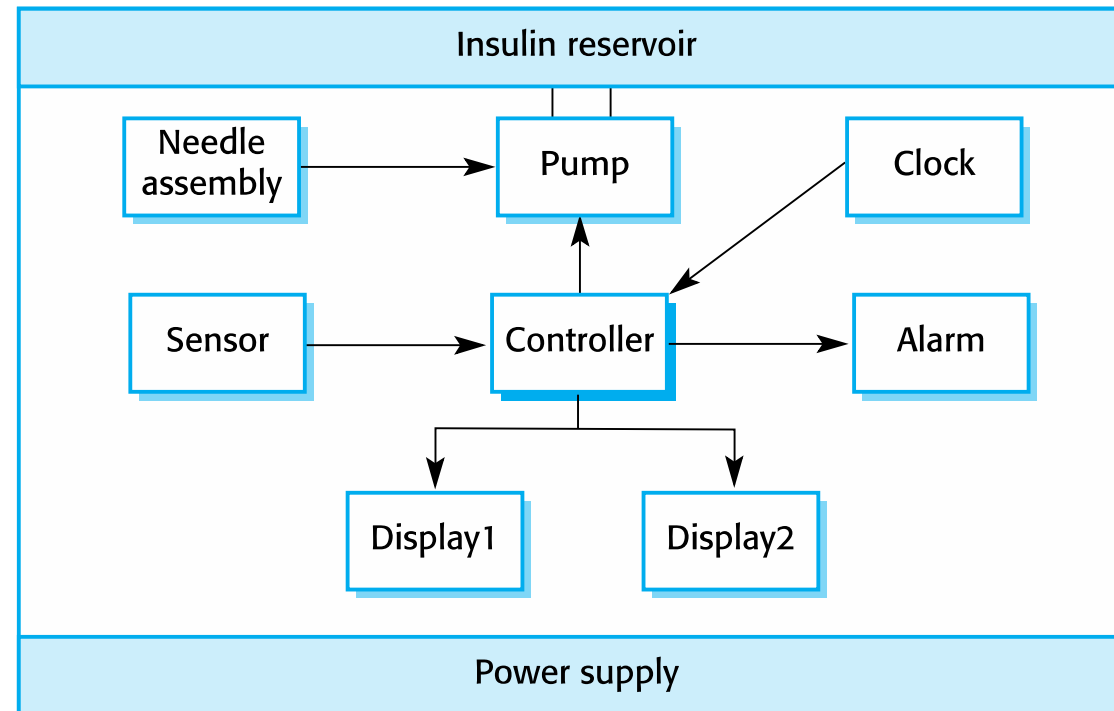 Insulin reservoir
Needle
assembly
Pump
Clock
Sensor
Controller
Alarm
Display1
Display2
Power supply